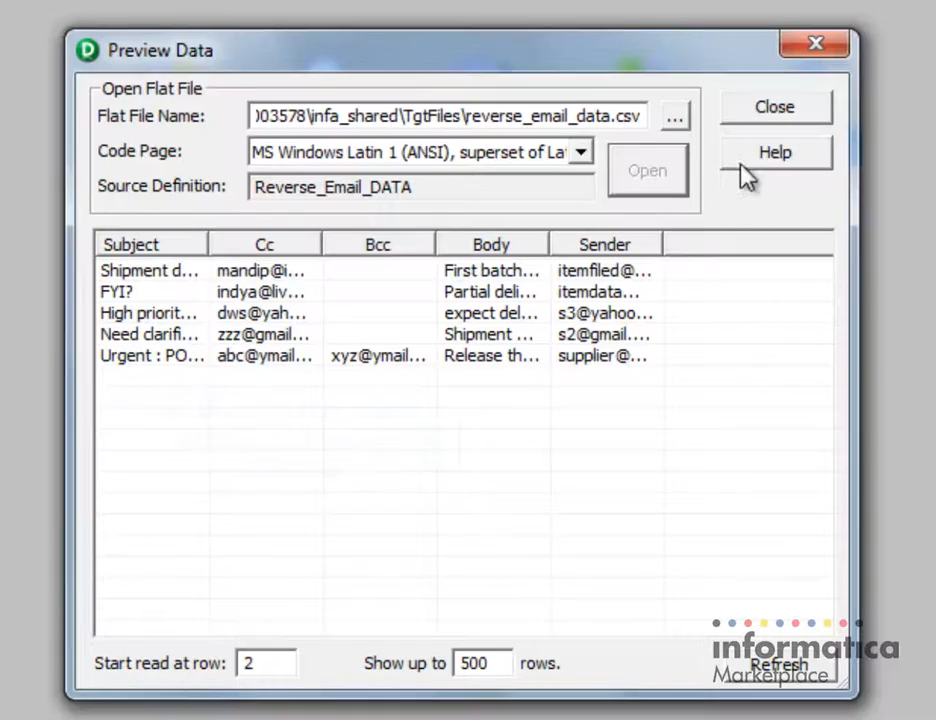 Preview Data
Open Flat File
Flat File Name: )03578\infa_shared\TgtFiles\reverse_email_data.csv ... Close
Code Page: MS Windows Latin 1 (ANSI), superset of Lat Open Help
Source Definition: Reverse_Email_DATA
Subject Cc Bcc Body Sender
Shipment d... mandip@i... First batch... itemfiled@...
FYI? indya@liv... Partial deli... itemdata...
High priorit... dws@yah... expect del... s3@yahoo...
Need clarifi... zzz@gmail... Shipment ... s2@gmail....
Urgent : PO... abc@ymail... xyz@ymail... Release th... supplier@...
Start read at row: 2 Show up to 500 rows. Refresh
informatica
Marketplace